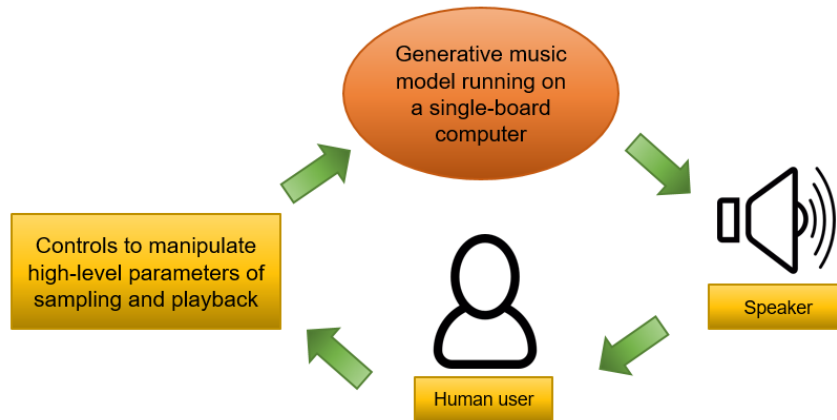 Generative music
model running on
a single-board
computer
Controls to manipulate
high-level parameters of
sampling and playback
Speaker
Human user